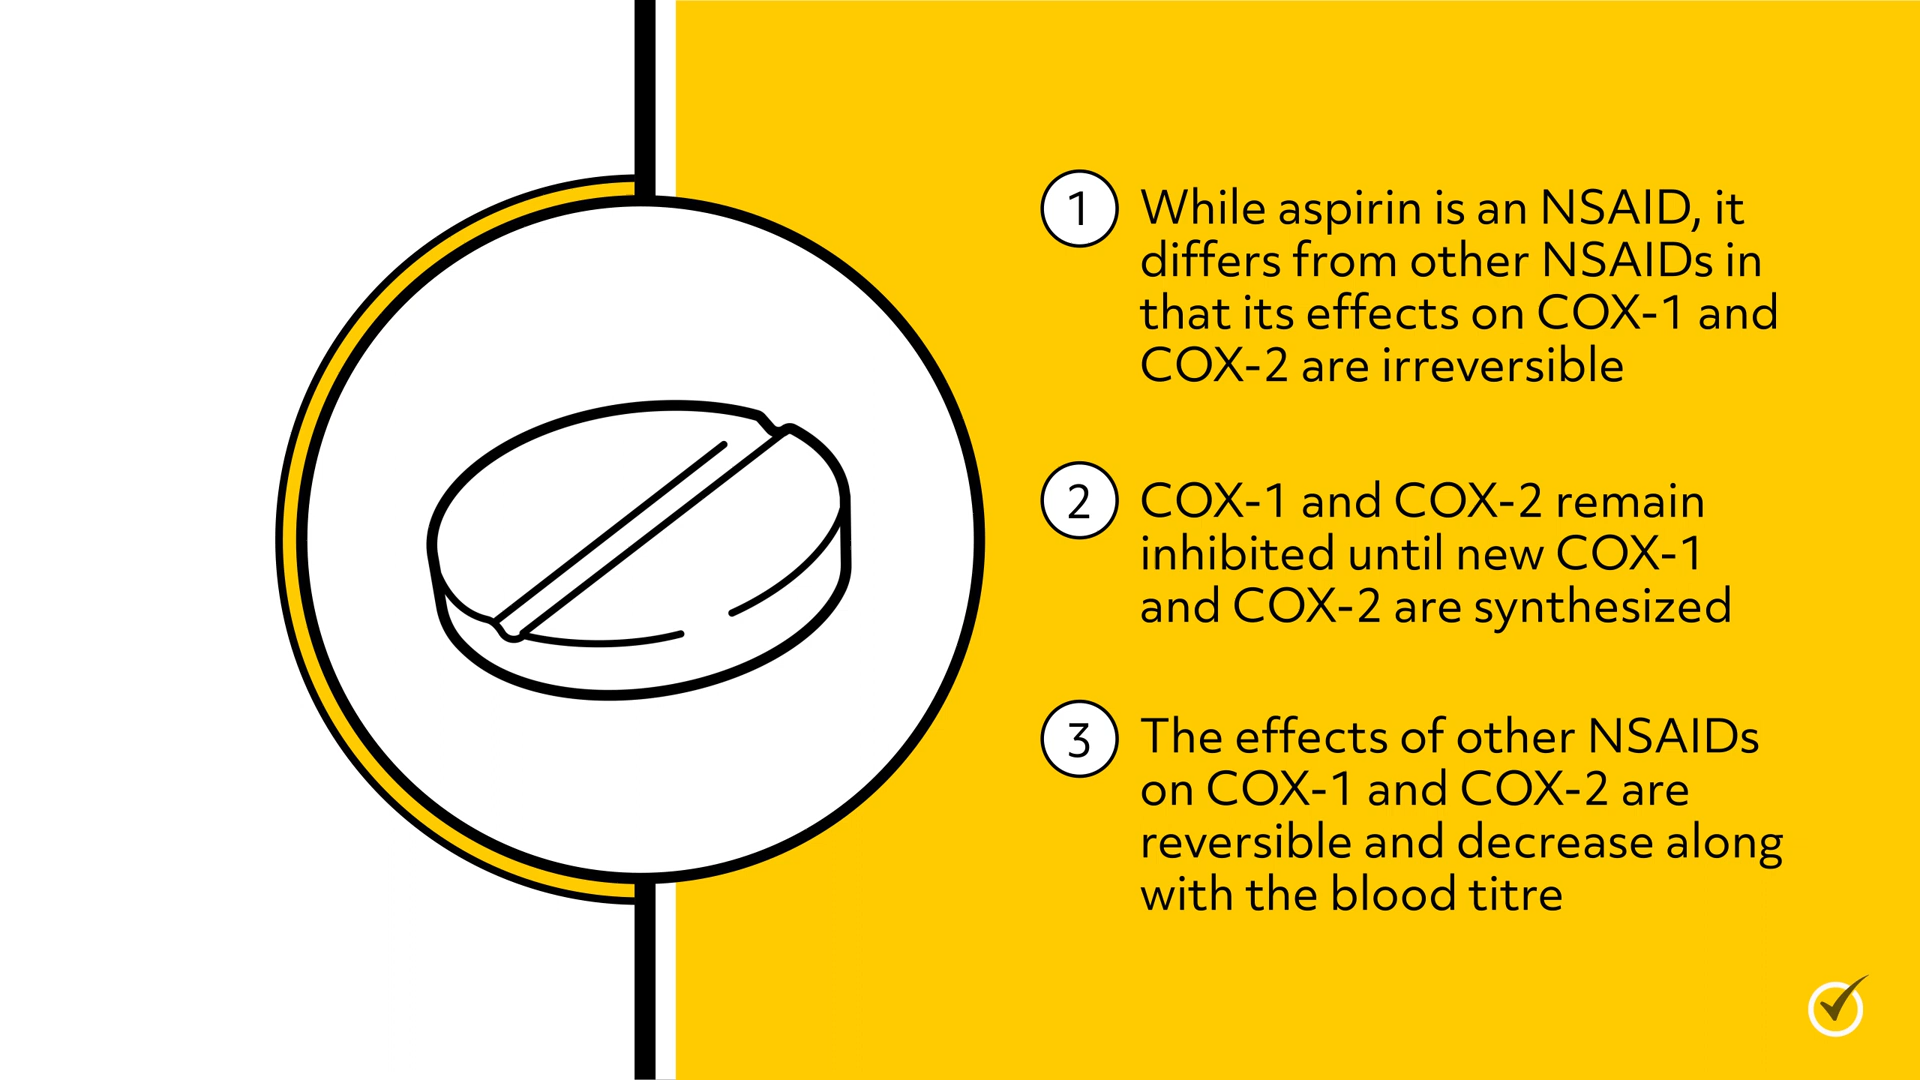 1 While aspirin is an NSAID, it
differs from other NSAIDs in
that its effects on COX-1 and
COX-2 are irreversible
2 COX-1 and COX-2 remain
inhibited until new COX-1
and COX-2 are synthesized
3 The effects of other NSAIDs
on COX-1 and COX-2 are
reversible and decrease along
with the blood titre